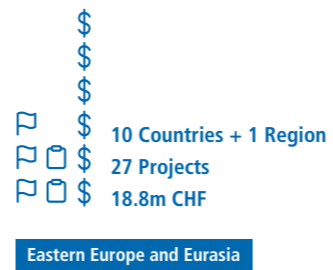 $
$
$
$ 10 Countries + 1 Region
$ 27 Projects
$ 18.8m CHF
Eastern Europe and Eurasia